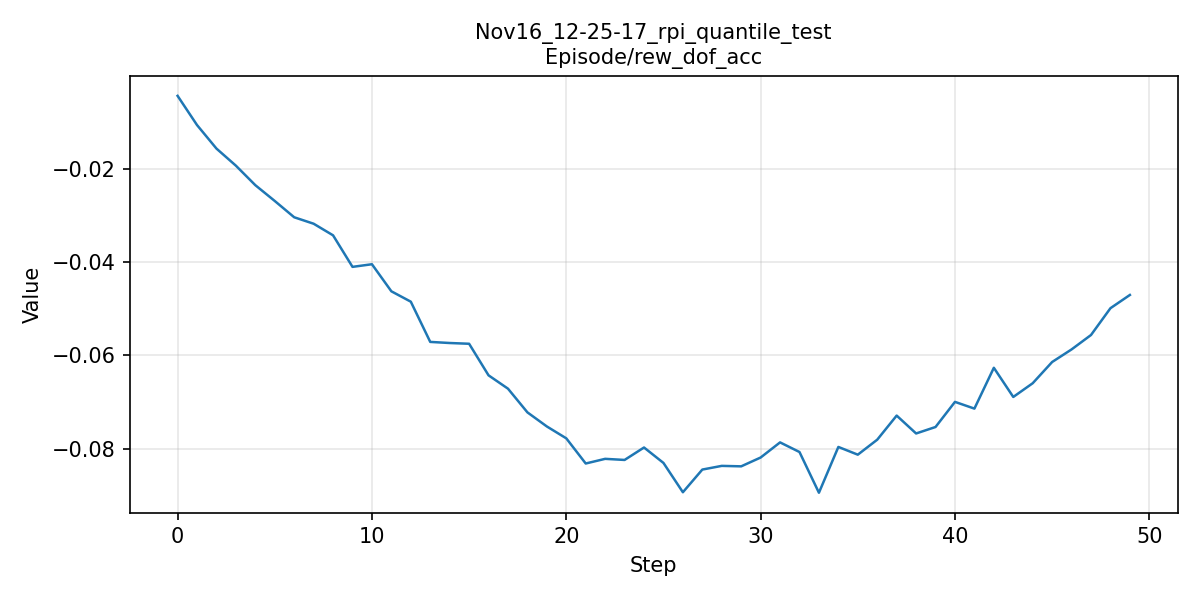 Nov16_12-25-17_rpi_quantile_test
Episode/rew_dof_acc
Value
−0.02
−0.04
−0.06
−0.08
0
10
20
30
40
50
Step